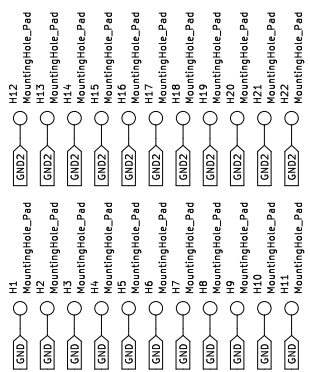 H12
MountingHole_Pad
H13
MountingHole_Pad
H14
MountingHole_Pad
H15
MountingHole_Pad
H16
MountingHole_Pad
H17
MountingHole_Pad
H18
MountingHole_Pad
H19
MountingHole_Pad
H20
MountingHole_Pad
H21
MountingHole_Pad
H22
MountingHole_Pad
GND2
GND2
GND2
GND2
GND2
GND2
GND2
GND2
GND2
GND2
GND2
H1
MountingHole_Pad
H2
MountingHole_Pad
H3
MountingHole_Pad
H4
MountingHole_Pad
H5
MountingHole_Pad
H6
MountingHole_Pad
H7
MountingHole_Pad
H8
MountingHole_Pad
H9
MountingHole_Pad
H10
MountingHole_Pad
H11
MountingHole_Pad
GND
GND
GND
GND
GND
GND
GND
GND
GND
GND
GND